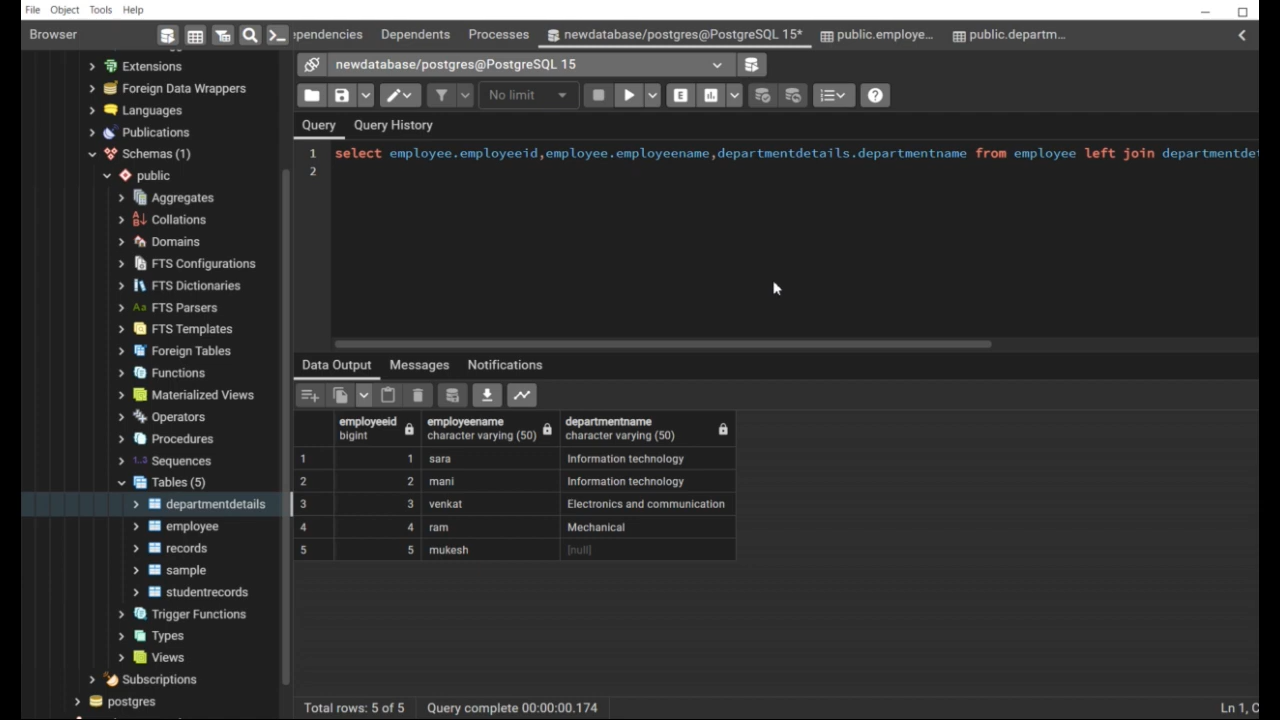 File Object Tools Help
Browser
pendencies Dependents Processes newdatabase/postgres@PostgreSQL 15* public.employe... public.departm...
newdatabase/postgres@PostgreSQL 15
No limit
E
Query Query History
1 select employee.employeeid,employee.employeename,departmentdetails.departmentname from employee left join departmentdet
2
Extensions
Foreign Data Wrappers
Languages
Publications
Schemas (1)
public
Aggregates
Collations
Domains
FTS Configurations
FTS Dictionaries
FTS Parsers
FTS Templates
Foreign Tables
Functions
Materialized Views
Operators
Procedures
Sequences
Tables (5)
departmentdetails
employee
records
sample
studentrecords
Trigger Functions
Types
Views
Subscriptions
postgres
Data Output Messages Notifications
employeeid employeename departmentname
bigint character varying (50) character varying (50)
1 1 sara Information technology
2 2 mani Information technology
3 3 venkat Electronics and communication
4 4 ram Mechanical
5 5 mukesh [null]
Total rows: 5 of 5 Query complete 00:00:00.174 Ln 1, C